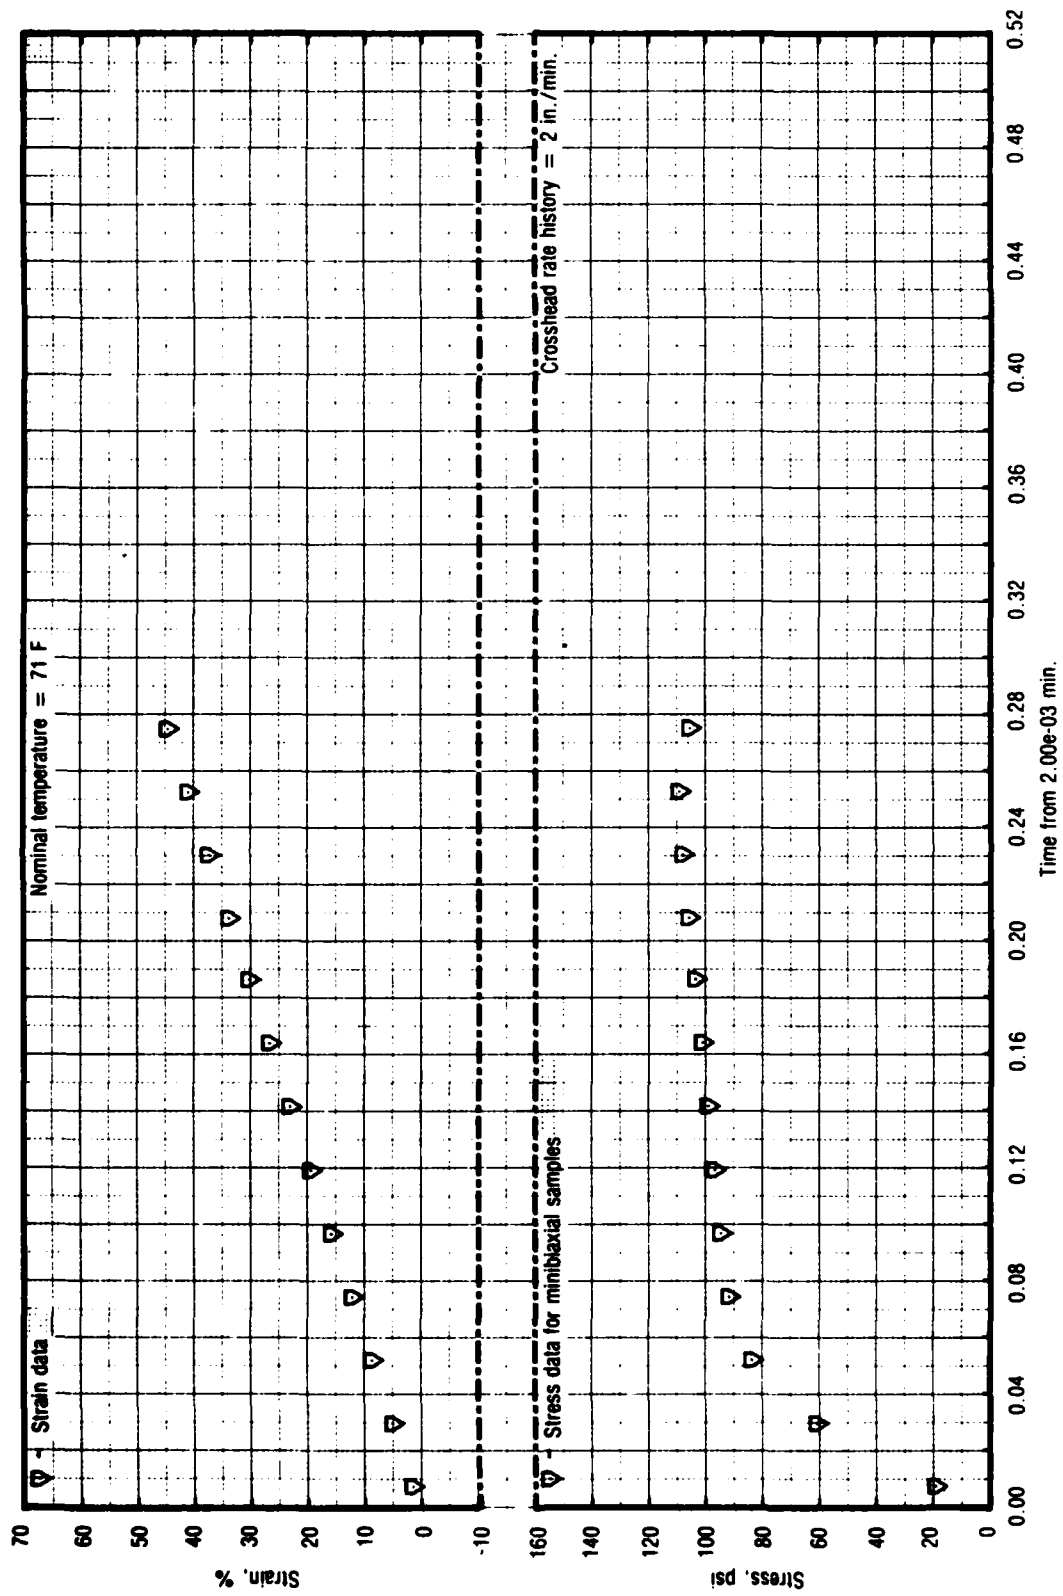 70
60
50
40
30
20
10
0
-10
Strain, %
- Strain data
Nominal temperature = 71 F
160
140
120
100
80
60
40
20
0
Stress, psi
- Stress data for minibiaxial samples
Crosshead rate history = 2 in./min.
0.00 0.04 0.08 0.12 0.16 0.20 0.24 0.28 0.32 0.36 0.40 0.44 0.48 0.52
Time from 2.00e-03 min.